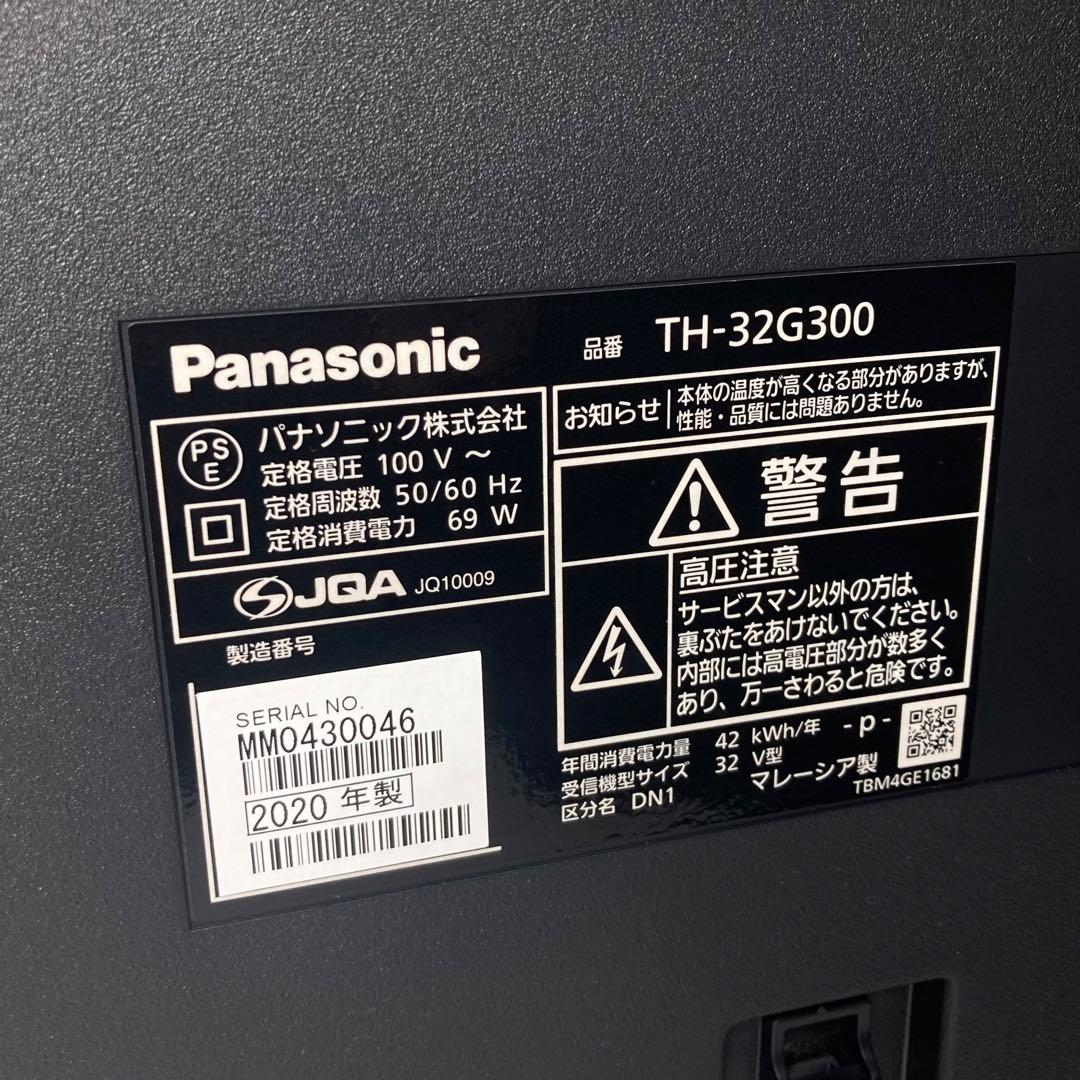 Panasonic
品番 TH-32G300
PS
E
パナソニック株式会社
定格電圧 100 V ～
定格周波数 50/60 Hz
定格消費電力 69 W
JQA JQ10009
製造番号
SERIAL NO.
MM0430046
2020 年製
お知らせ
本体の温度が高くなる部分がありますが、
性能・品質には問題ありません。
警告
高圧注意
サービスマン以外の方は、
裏ぶたをあけないでください。
内部には高電圧部分が数多く
あり、万一さわると危険です。
年間消費電力量 42 kWh/年 -p-
受信機型サイズ 32 V型
区分名 DN1 マレーシア製
TBM4GE1681